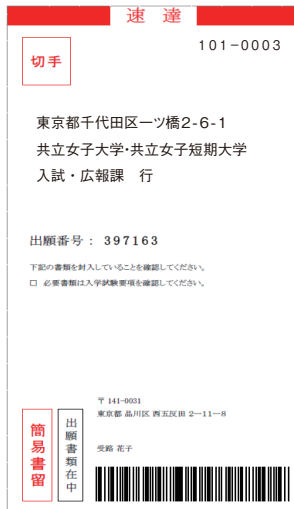 速達
切手
101-0003
東京都千代田区一ツ橋2-6-1
共立女子大学・共立女子短期大学
入試・広報課　行
出願番号： 397163
下記の書類を封入していることを確認してください。
□ 必要書類は入学試験要項を確認してください。
〒 141-0031
東京都 品川区 西五反田 2―11―8
受路 花子
簡易書留
出願書類在中